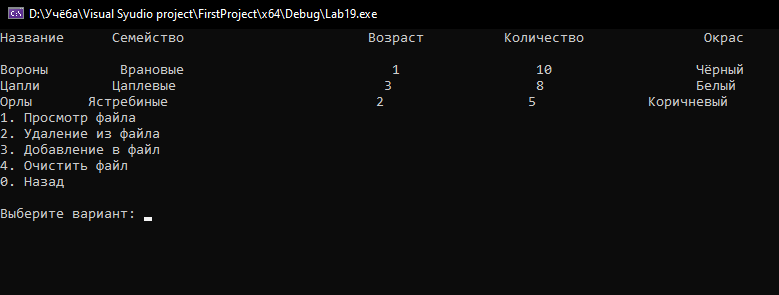 D:\Учёба\Visual Syudio project\FirstProject\x64\Debug\Lab19.exe
Название Семейство Возраст Количество Окрас
Вороны Врановые 1 10 Чёрный
Цапли Цаплевые 3 8 Белый
Орлы Ястребиные 2 5 Коричневый
1. Просмотр файла
2. Удаление из файла
3. Добавление в файл
4. Очистить файл
0. Назад
Выберите вариант: